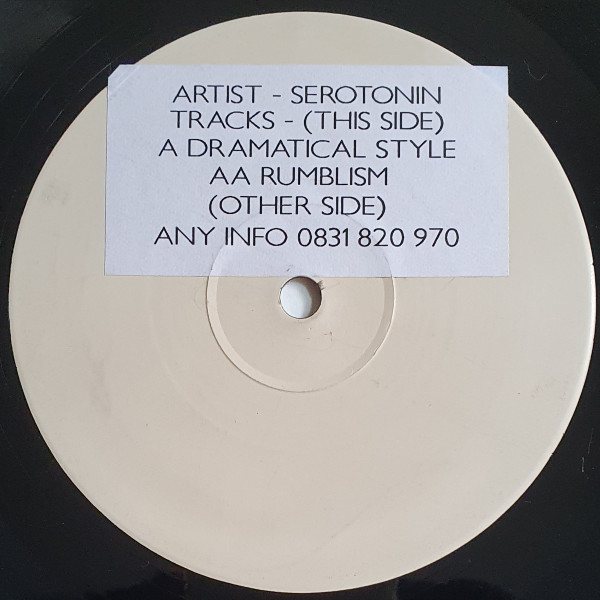 ARTIST - SEROTONIN
TRACKS - (THIS SIDE)
A DRAMATICAL STYLE
AA RUMBLISM
(OTHER SIDE)
ANY INFO 0831 820 970